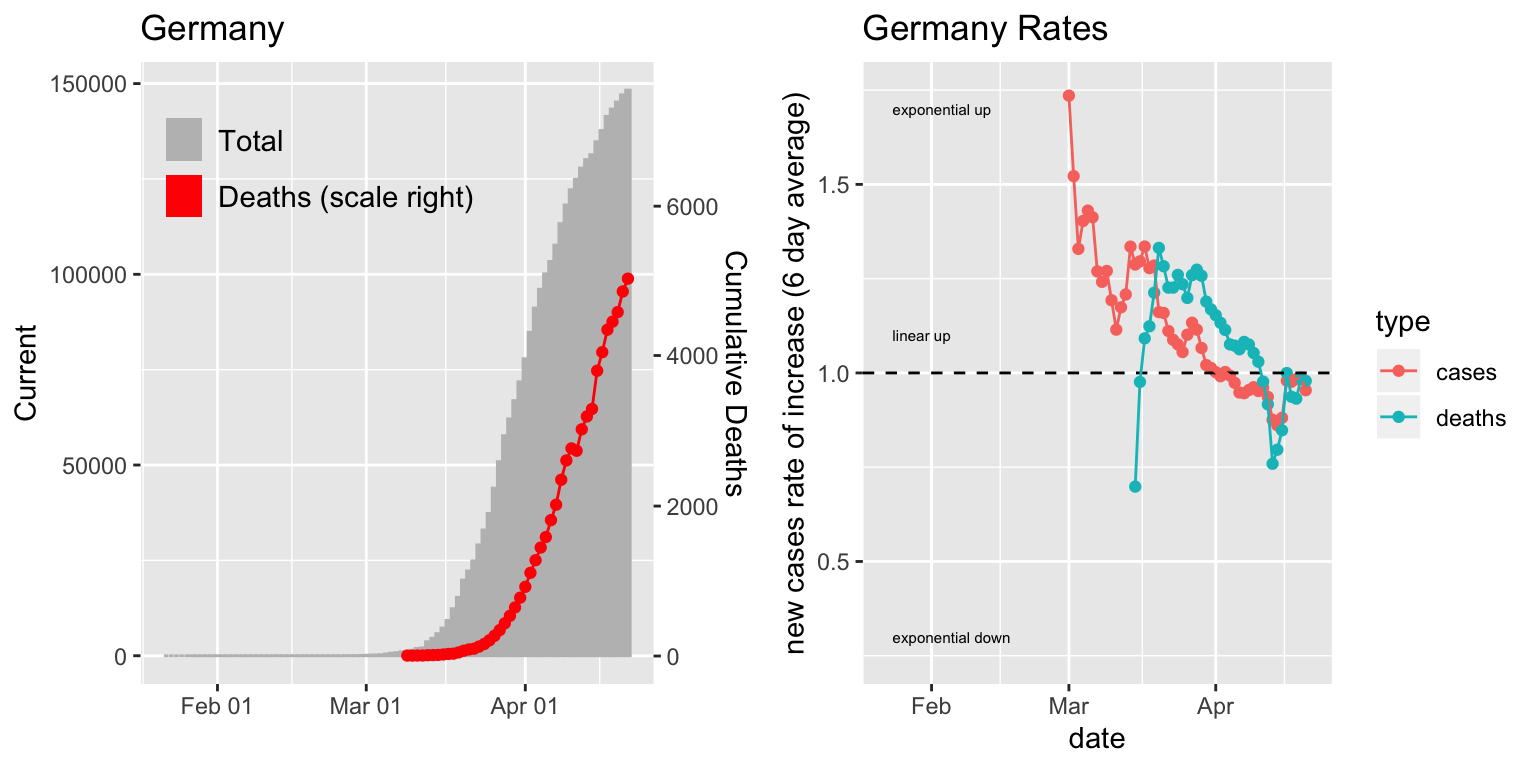 Germany
150000
100000
50000
0
Current
Total
Deaths (scale right)
6000
4000
2000
0
Cumulative Deaths
Feb 01
Mar 01
Apr 01
Germany Rates
new cases rate of increase (6 day average)
1.5
1.0
0.5
exponential up
linear up
exponential down
Feb
Mar
Apr
date
type
cases
deaths